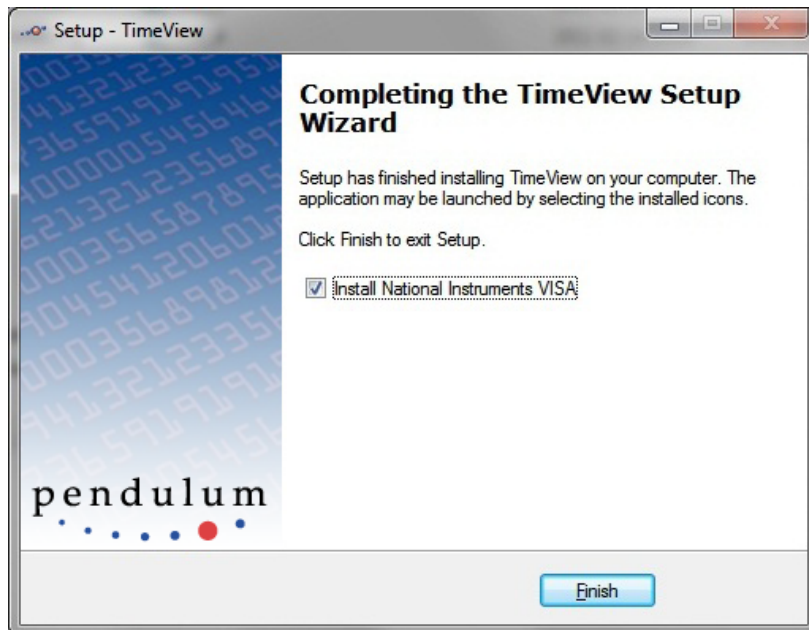 Setup - TimeView
Completing the TimeView Setup
Wizard
Setup has finished installing TimeView on your computer. The
application may be launched by selecting the installed icons.
Click Finish to exit Setup.
Install National Instruments VISA
pendulum
Finish